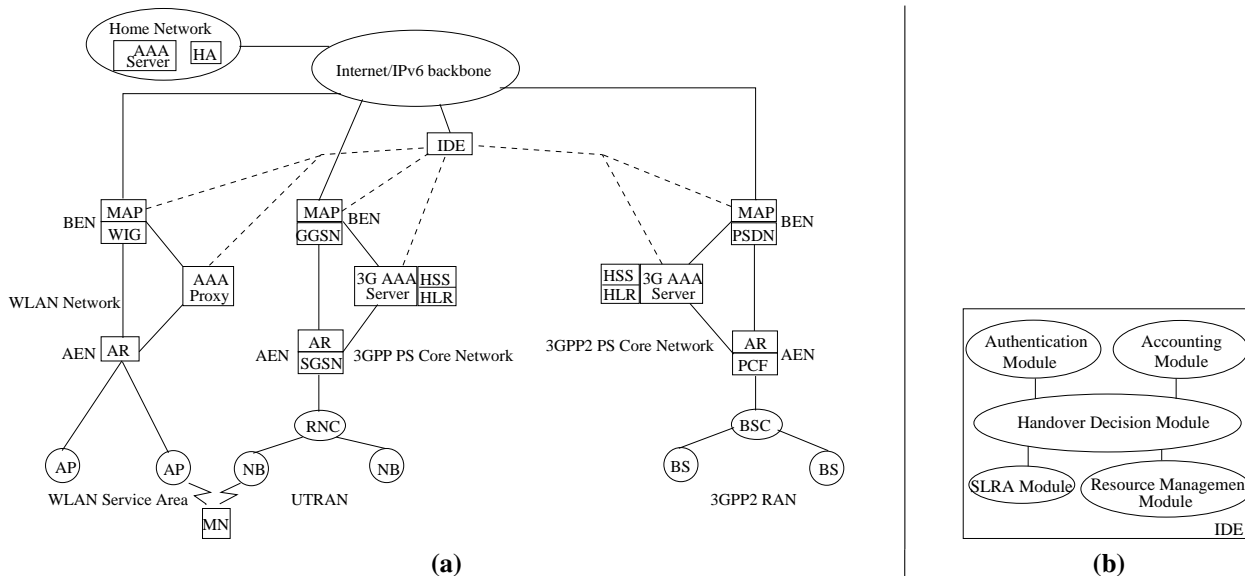 Home Network
AAA
Server
HA
Internet/IPv6 backbone
IDE
BEN
MAP
WIG
MAP
GGSN
BEN
MAP
PSDN
BEN
AAA
Proxy
3G AAA
Server
HSS
HLR
HSS
HLR
3G AAA
Server
WLAN Network
AEN
AR
AEN
AR
SGSN
3GPP PS Core Network
3GPP2 PS Core Network
AR
PCF
AEN
RNC
BSC
AP
AP
NB
NB
BS
BS
WLAN Service Area
UTRAN
3GPP2 RAN
MN
(a)
Authentication
Module
Accounting
Module
Handover Decision Module
SLRA Module
Resource Management
Module
IDE
(b)